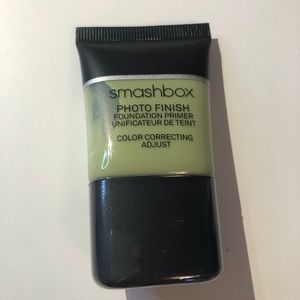 smashbox
PHOTO FINISH
FOUNDATION PRIMER
UNIFICATEUR DE TEINT
COLOR CORRECTING
ADJUST